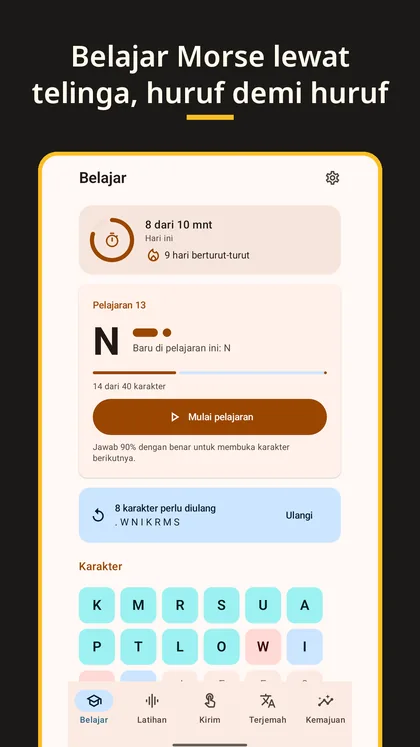 Belajar Morse lewat
telinga, huruf demi huruf
Belajar
8 dari 10 mnt
Hari ini
9 hari berturut-turut
Pelajaran 13
N
Baru di pelajaran ini: N
14 dari 40 karakter
Mulai pelajaran
Jawab 90% dengan benar untuk membuka karakter
berikutnya.
8 karakter perlu diulang
. W N I K R M S
Ulangi
Karakter
K M R S U A
P T L O W I
Belajar Latihan Kirim Terjemah Kemajuan